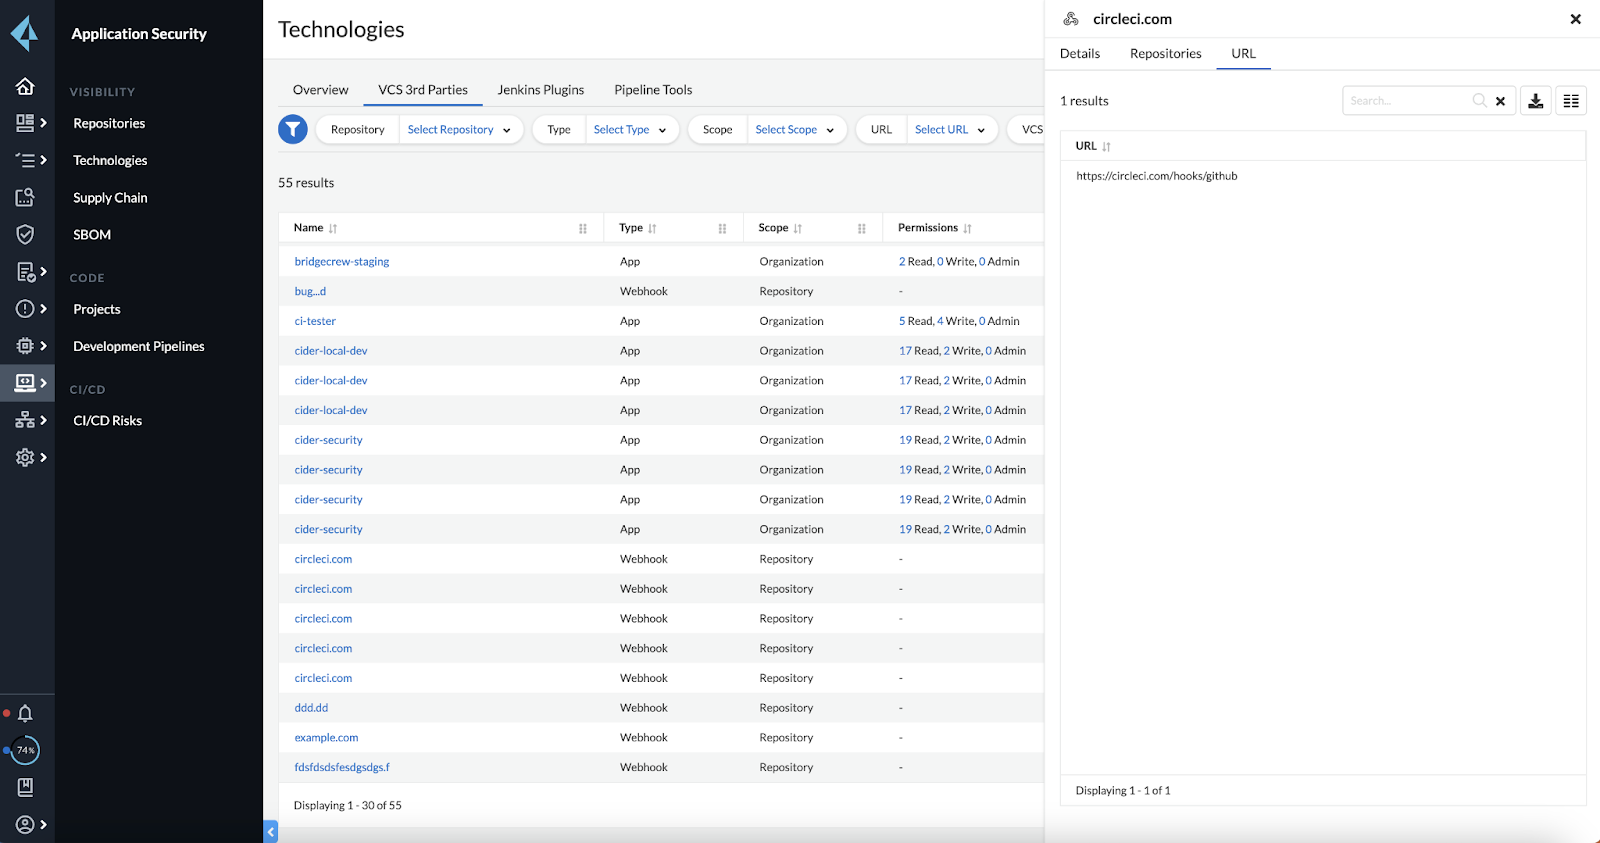 Application Security
VISIBILITY
Repositories
Technologies
Supply Chain
SBOM
CODE
Projects
Development Pipelines
CI/CD
CI/CD Risks
74%
Technologies
Overview VCS 3rd Parties Jenkins Plugins Pipeline Tools
Repository Select Repository Type Select Type Scope Select Scope URL Select URL VCS
55 results
Name Type Scope Permissions
bridgecrew-staging App Organization 2 Read, 0 Write, 0 Admin
bug...d Webhook Repository -
ci-tester App Organization 5 Read, 4 Write, 0 Admin
cider-local-dev App Organization 17 Read, 2 Write, 0 Admin
cider-local-dev App Organization 17 Read, 2 Write, 0 Admin
cider-local-dev App Organization 17 Read, 2 Write, 0 Admin
cider-security App Organization 19 Read, 2 Write, 0 Admin
cider-security App Organization 19 Read, 2 Write, 0 Admin
cider-security App Organization 19 Read, 2 Write, 0 Admin
cider-security App Organization 19 Read, 2 Write, 0 Admin
circleci.com Webhook Repository -
circleci.com Webhook Repository -
circleci.com Webhook Repository -
circleci.com Webhook Repository -
circleci.com Webhook Repository -
ddd.dd Webhook Repository -
example.com Webhook Repository -
fdsfdsdsfesdgsdgs.f Webhook Repository -
Displaying 1 - 30 of 55
circleci.com
Details Repositories URL
1 results
Search...
URL
https://circleci.com/hooks/github
Displaying 1 - 1 of 1